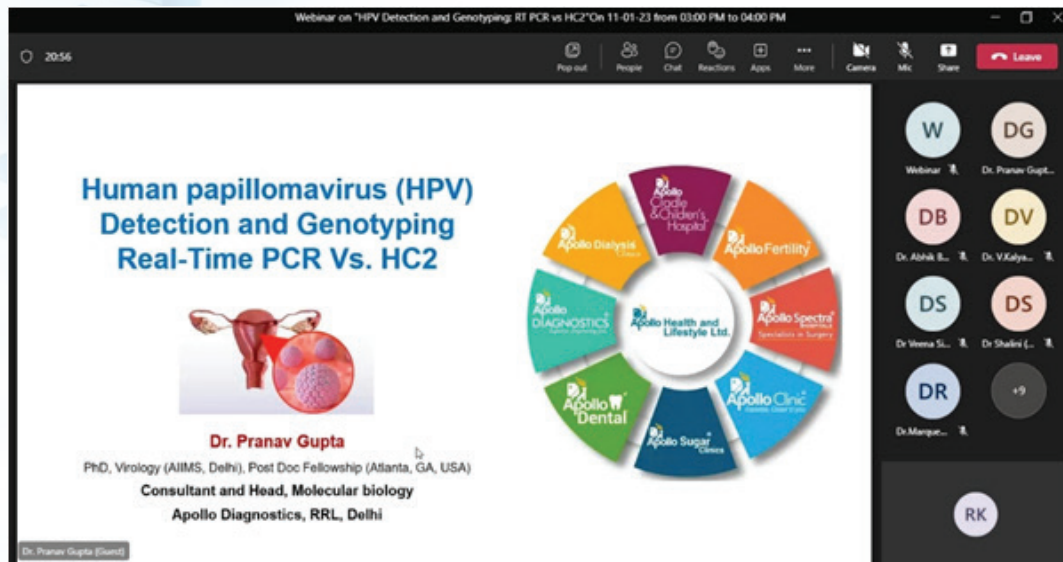 Webinar on "HPV Detection and Genotyping: RT PCR vs HC2"On 11-01-23 from 03:00 PM to 04:00 PM
20:56
Pop out
People
Chat
Reactions
Apps
More
Camera
Mic
Share
Leave
Human papillomavirus (HPV)
Detection and Genotyping
Real-Time PCR Vs. HC2
Dr. Pranav Gupta
PhD, Virology (AIIMS, Delhi), Post Doc Fellowship (Atlanta, GA, USA)
Consultant and Head, Molecular biology
Apollo Diagnostics, RRL, Delhi
Dr. Pranav Gupta (Guest)
Apollo
Cradle
&Children's
Hospital
Apollo Fertility
Apollo Spectra
HOSPITALS
Specialists in Surgery
Apollo Clinic
Apollo Sugar
Clinics
Apollo
Dental
Apollo
DIAGNOSTICS
Apollo Dialysis
Clinics
Apollo Health and
Lifestyle Ltd.
W
Webinar
DG
Dr. Pranav Gupt...
DB
Dr. Abhik B...
DV
Dr. V.Kalya...
DS
Dr Veena Si...
DS
Dr Shalini (...
DR
Dr.Marque...
+9
RK